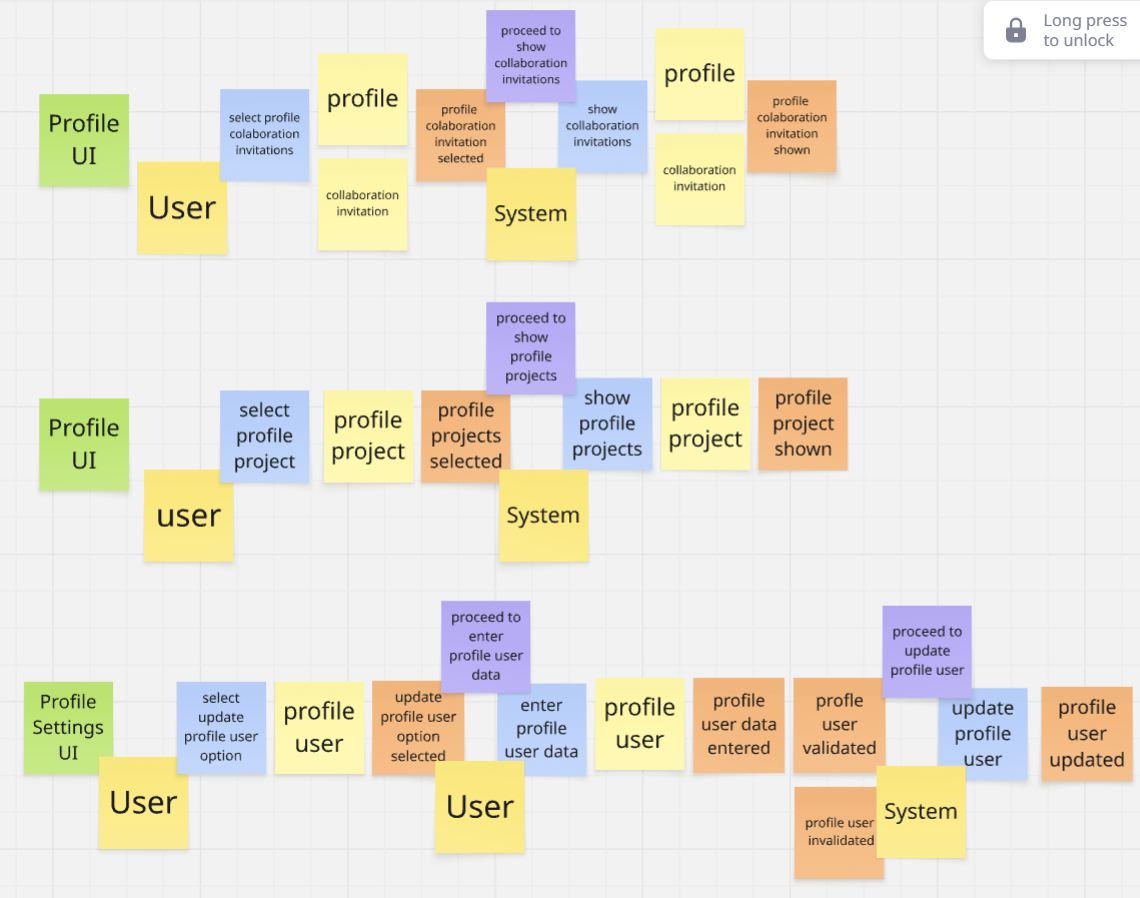 Long press
to unlock
Profile
UI
User
select profile
colaboration
invitations
profile
collaboration
invitation
profile
colaboration
invitation
selected
proceed to
show
collaboration
invitations
System
show
collaboration
invitations
profile
collaboration
invitation
profile
colaboration
invitation
shown
Profile
UI
user
select
profile
project
profile
project
profile
projects
selected
proceed to
show
profile
projects
System
show
profile
projects
profile
project
profile
project
shown
Profile
Settings
UI
User
select
update
profile user
option
profile
user
update
profile user
option
selected
proceed to
enter
profile user
data
User
enter
profile
user data
profile
user
profile
user data
entered
profle
user
validated
profile user
invalidated
proceed to
update
profile user
System
update
profile
user
profile
user
updated